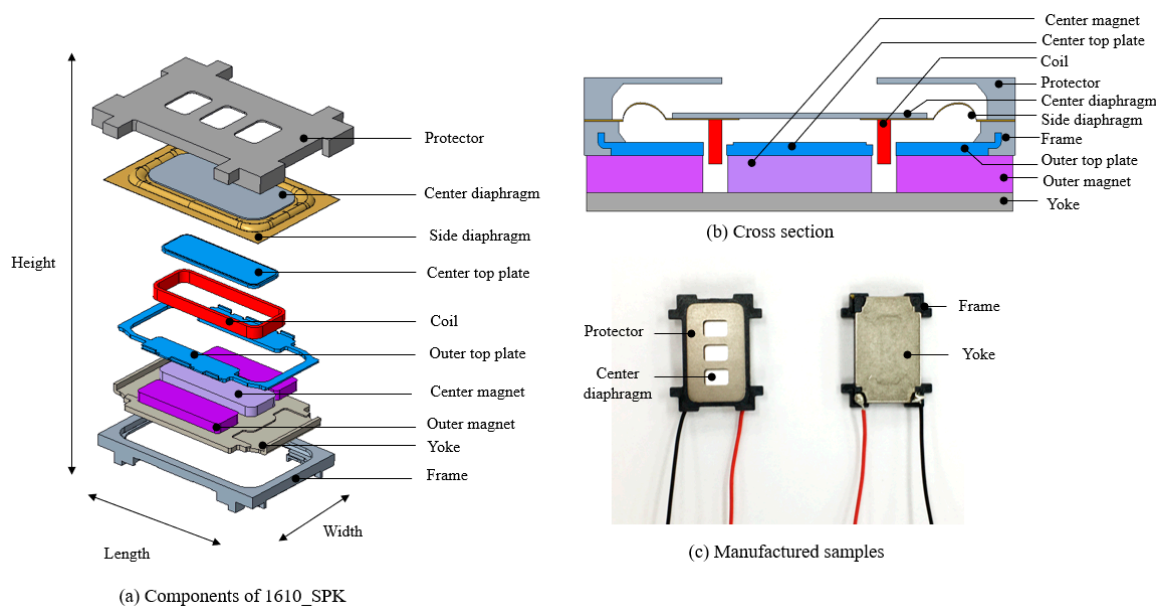 Protector
Center diaphragm
Side diaphragm
Height
Center top plate
Coil
Outer top plate
Center magnet
Outer magnet
Yoke
Frame
Width
Length
(a) Components of 1610_SPK
Center magnet
Center top plate
Coil
Protector
Center diaphragm
Side diaphragm
Frame
Outer top plate
Outer magnet
Yoke
(b) Cross section
Protector
Center
diaphragm
Frame
Yoke
(c) Manufactured samples